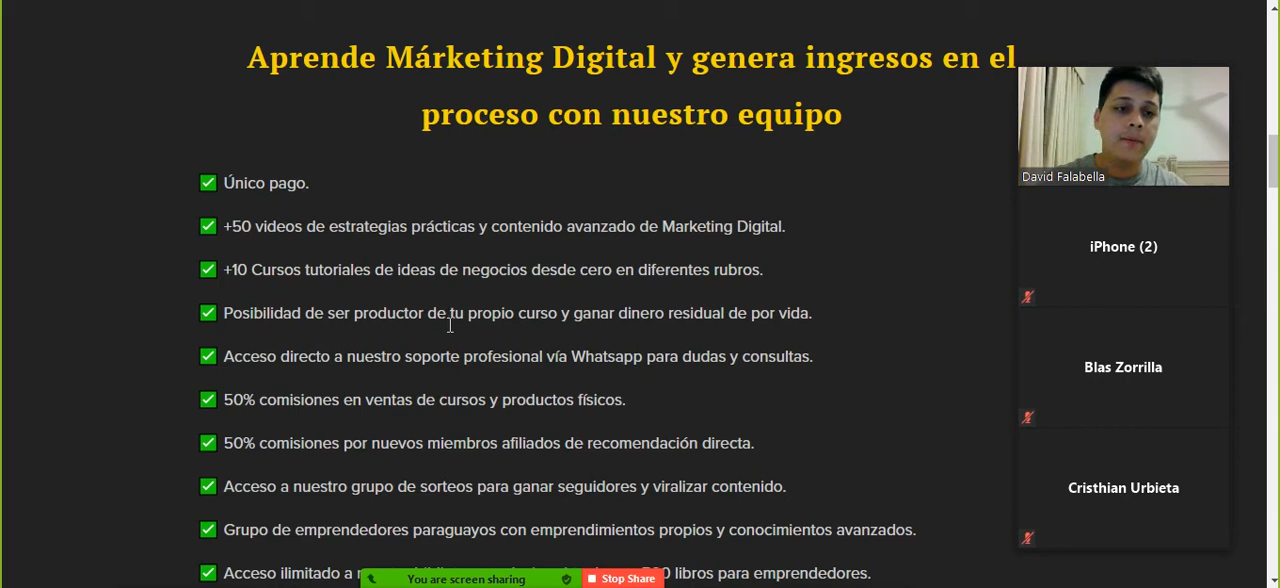 Aprende Márketing Digital y genera ingresos en el
proceso con nuestro equipo
Único pago.
+50 videos de estrategias prácticas y contenido avanzado de Marketing Digital.
+10 Cursos tutoriales de ideas de negocios desde cero en diferentes rubros.
Posibilidad de ser productor de tu propio curso y ganar dinero residual de por vida.
Acceso directo a nuestro soporte profesional vía Whatsapp para dudas y consultas.
50% comisiones en ventas de cursos y productos físicos.
50% comisiones por nuevos miembros afiliados de recomendación directa.
Acceso a nuestro grupo de sorteos para ganar seguidores y viralizar contenido.
Grupo de emprendedores paraguayos con emprendimientos propios y conocimientos avanzados.
Acceso ilimitado a libros para emprendedores.
You are screen sharing
Stop Share
David Falabella
iPhone (2)
Blas Zorrilla
Cristhian Urbieta